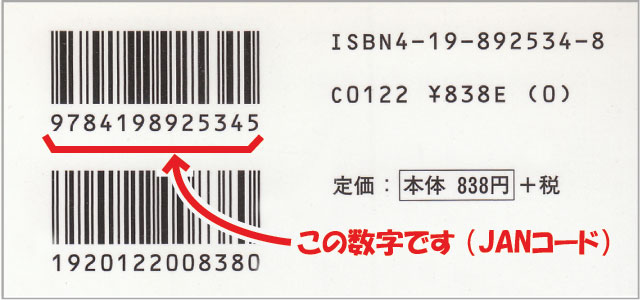 ISBN4-19-892534-8
9784198925345
C0122 ¥838E (0)
定価：本体 838円＋税
この数字です（JANコード）
1920122008380